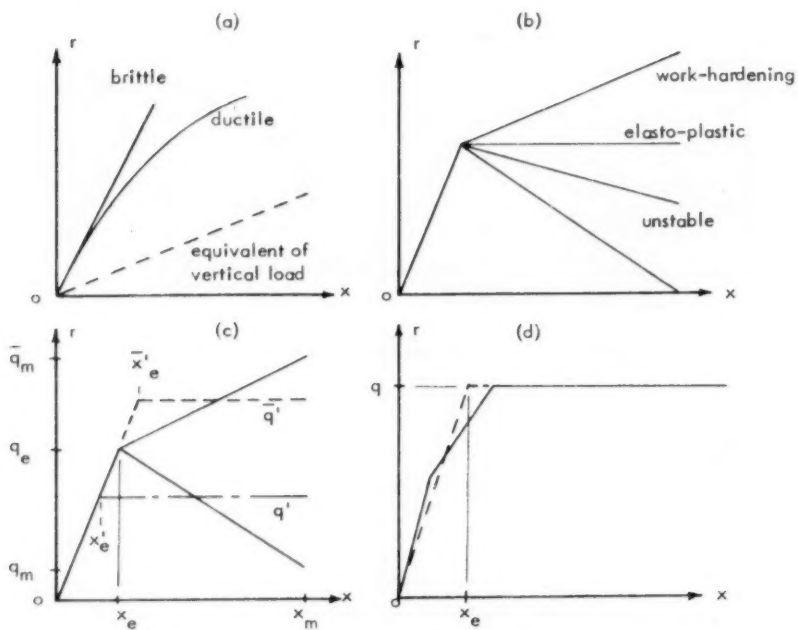 (a)
r
brittle
ductile
equivalent of
vertical load
o
x
(b)
r
work-hardening
elasto-plastic
unstable
o
x
(c)
r
q̄m
x̄'e
q̄'
qe
q'
x'e
qm
o
xe
xm
x
(d)
r
q
o
xe
x